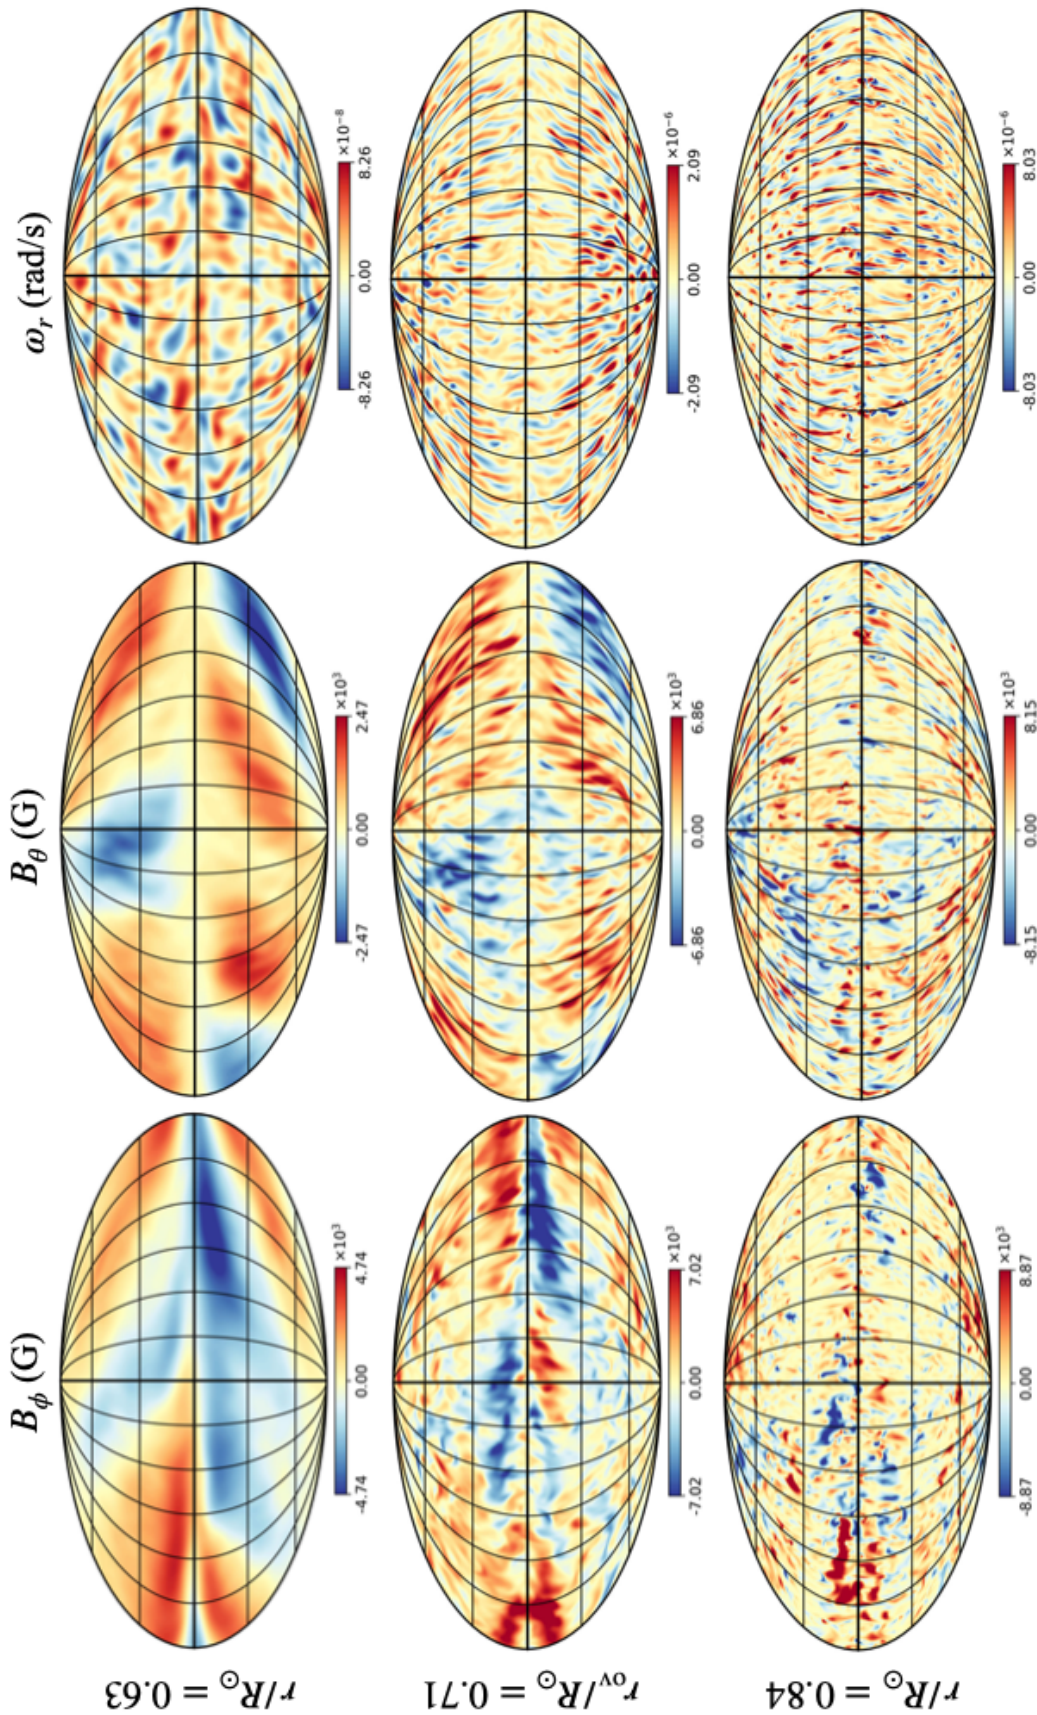 B_ϕ (G)
B_θ (G)
ω_r (rad/s)
r/R_⊙ = 0.63
×10³
-4.74 0.00 4.74
×10³
-2.47 0.00 2.47
×10⁻⁸
-8.26 0.00 8.26
r_ov/R_⊙ = 0.71
×10³
-7.02 0.00 7.02
×10³
-6.86 0.00 6.86
×10⁻⁶
-2.09 0.00 2.09
r/R_⊙ = 0.84
×10³
-8.87 0.00 8.87
×10³
-8.15 0.00 8.15
×10⁻⁶
-8.03 0.00 8.03